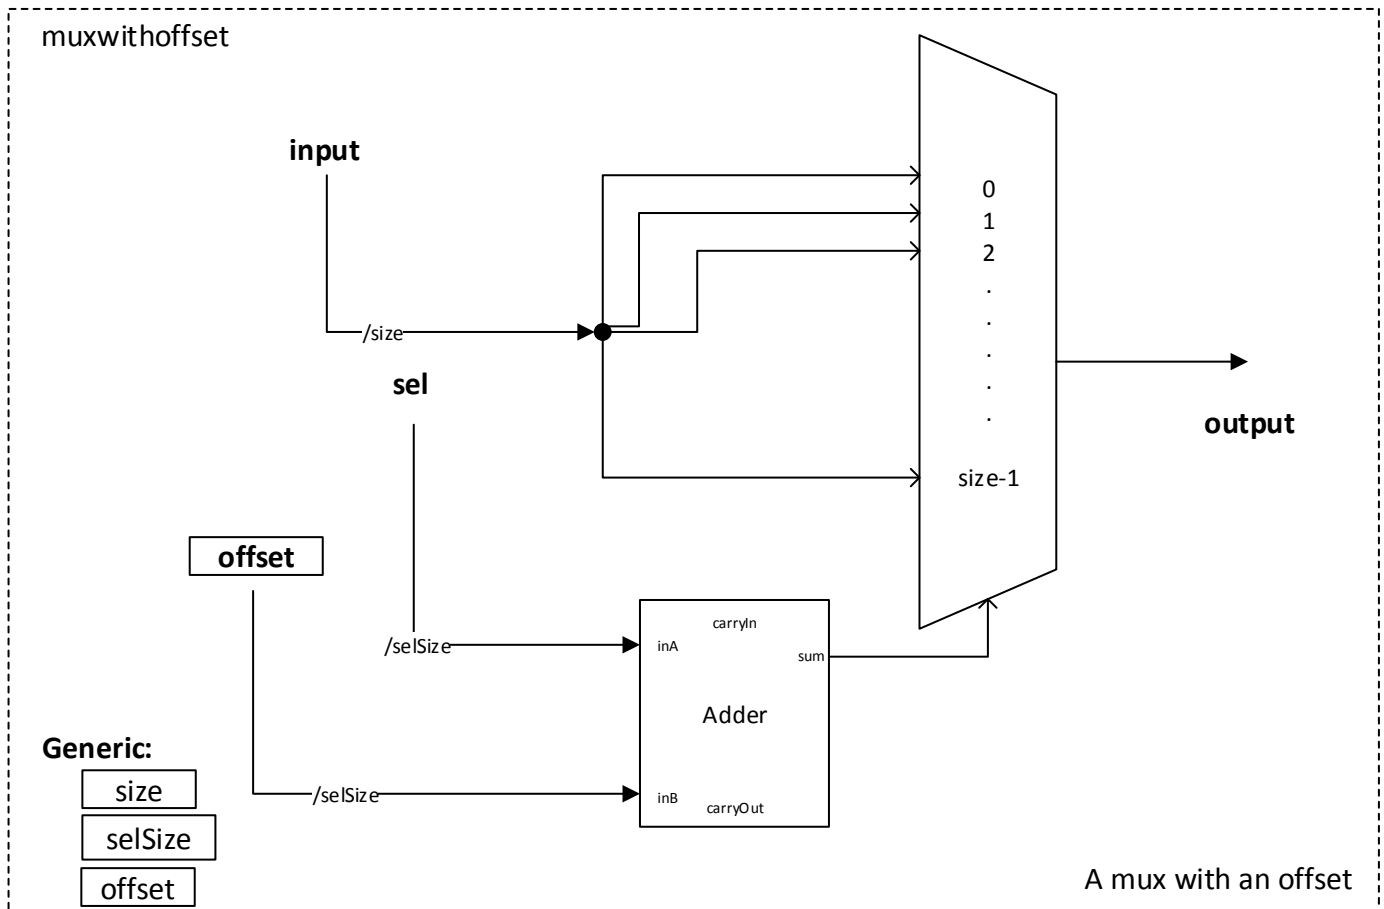 muxwithoffset
input
0
1
2
.
.
.
.
.
/size
sel
output
size-1
offset
carryIn
/selSize
inA
sum
Adder
Generic:
size
/selSize
inB
carryOut
selSize
offset
A mux with an offset